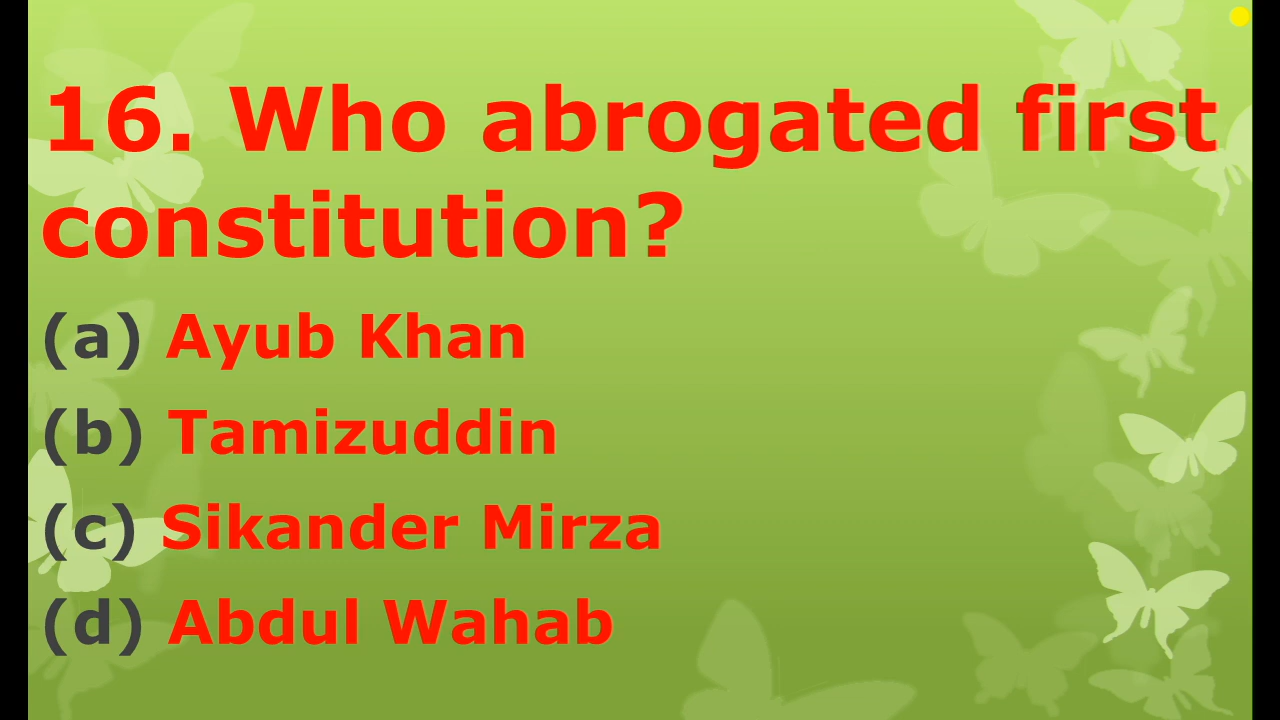 16. Who abrogated first
constitution?
(a) Ayub Khan
(b) Tamizuddin
(c) Sikander Mirza
(d) Abdul Wahab